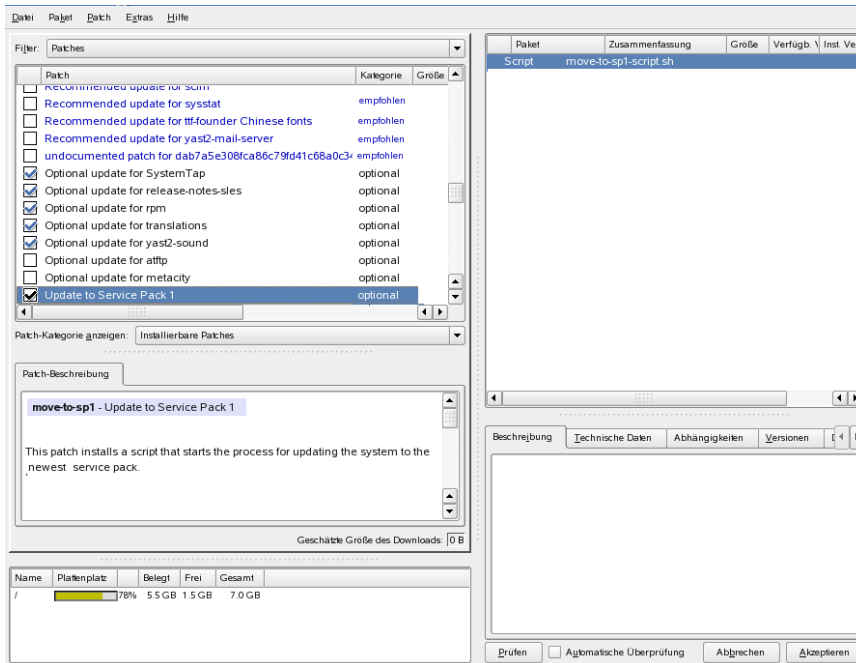 Datei Paket Patch Extras Hilfe
Filter: Patches
Patch Kategorie Größe
Recommended update for scim
Recommended update for sysstat empfohlen
Recommended update for ttf-founder Chinese fonts empfohlen
Recommended update for yast2-mail-server empfohlen
undocumented patch for dab7a5e308fca86c79fd41c68a0c34 empfohlen
Optional update for SystemTap optional
Optional update for release-notes-sles optional
Optional update for rpm optional
Optional update for translations optional
Optional update for yast2-sound optional
Optional update for atftp optional
Optional update for metacity optional
Update to Service Pack 1 optional
Patch-Kategorie anzeigen: Installierbare Patches
Patch-Beschreibung
move-to-sp1 - Update to Service Pack 1
This patch installs a script that starts the process for updating the system to the
newest service pack.
Geschätzte Größe des Downloads: 0 B
Name Plattenplatz Belegt Frei Gesamt
/ 78% 5.5 GB 1.5 GB 7.0 GB
Paket Zusammenfassung Größe Verfügb. Inst. Ve
Script move-to-sp1-script.sh
Beschreibung Technische Daten Abhängigkeiten Versionen
Prüfen Automatische Überprüfung Abbrechen Akzeptieren